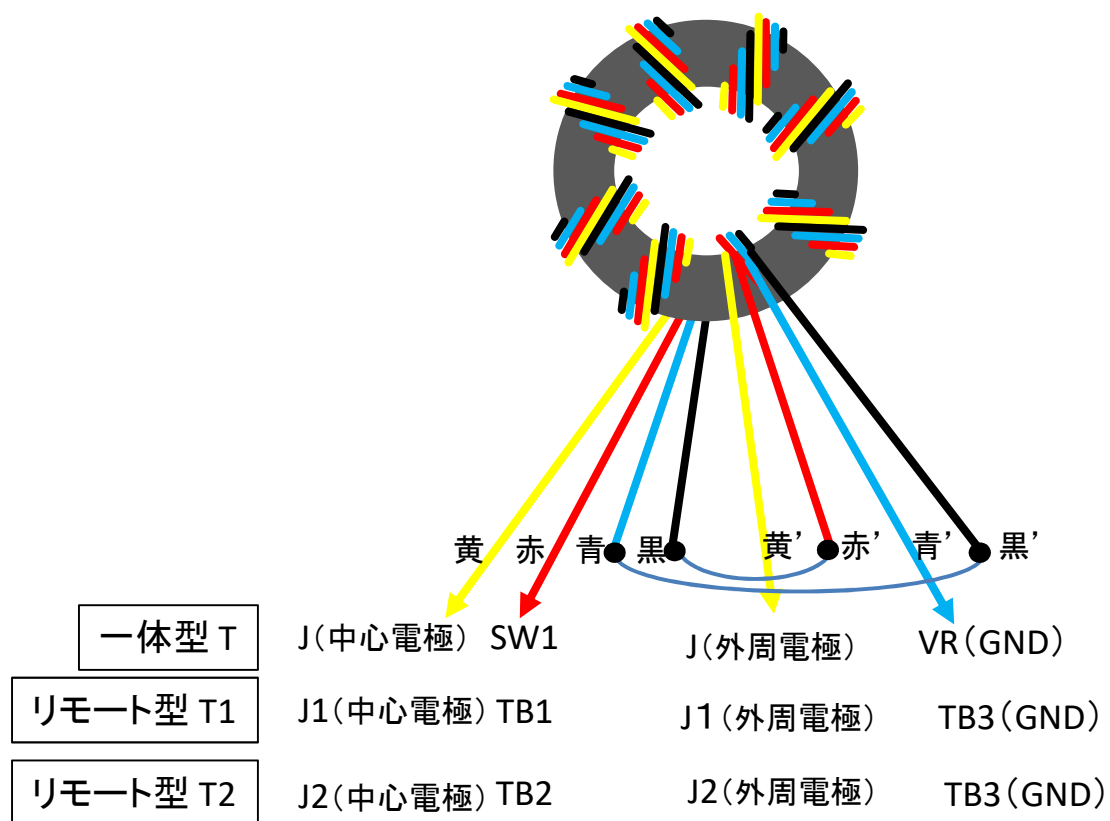 黄 赤 青 黒 黄’ 赤’ 青’ 黒’
一体型 T J(中心電極) SW1 J(外周電極) VR(GND)
リモート型 T1 J1(中心電極) TB1 J１(外周電極) TB3(GND)
リモート型 T2 J2(中心電極) TB2 J2(外周電極) TB3(GND)